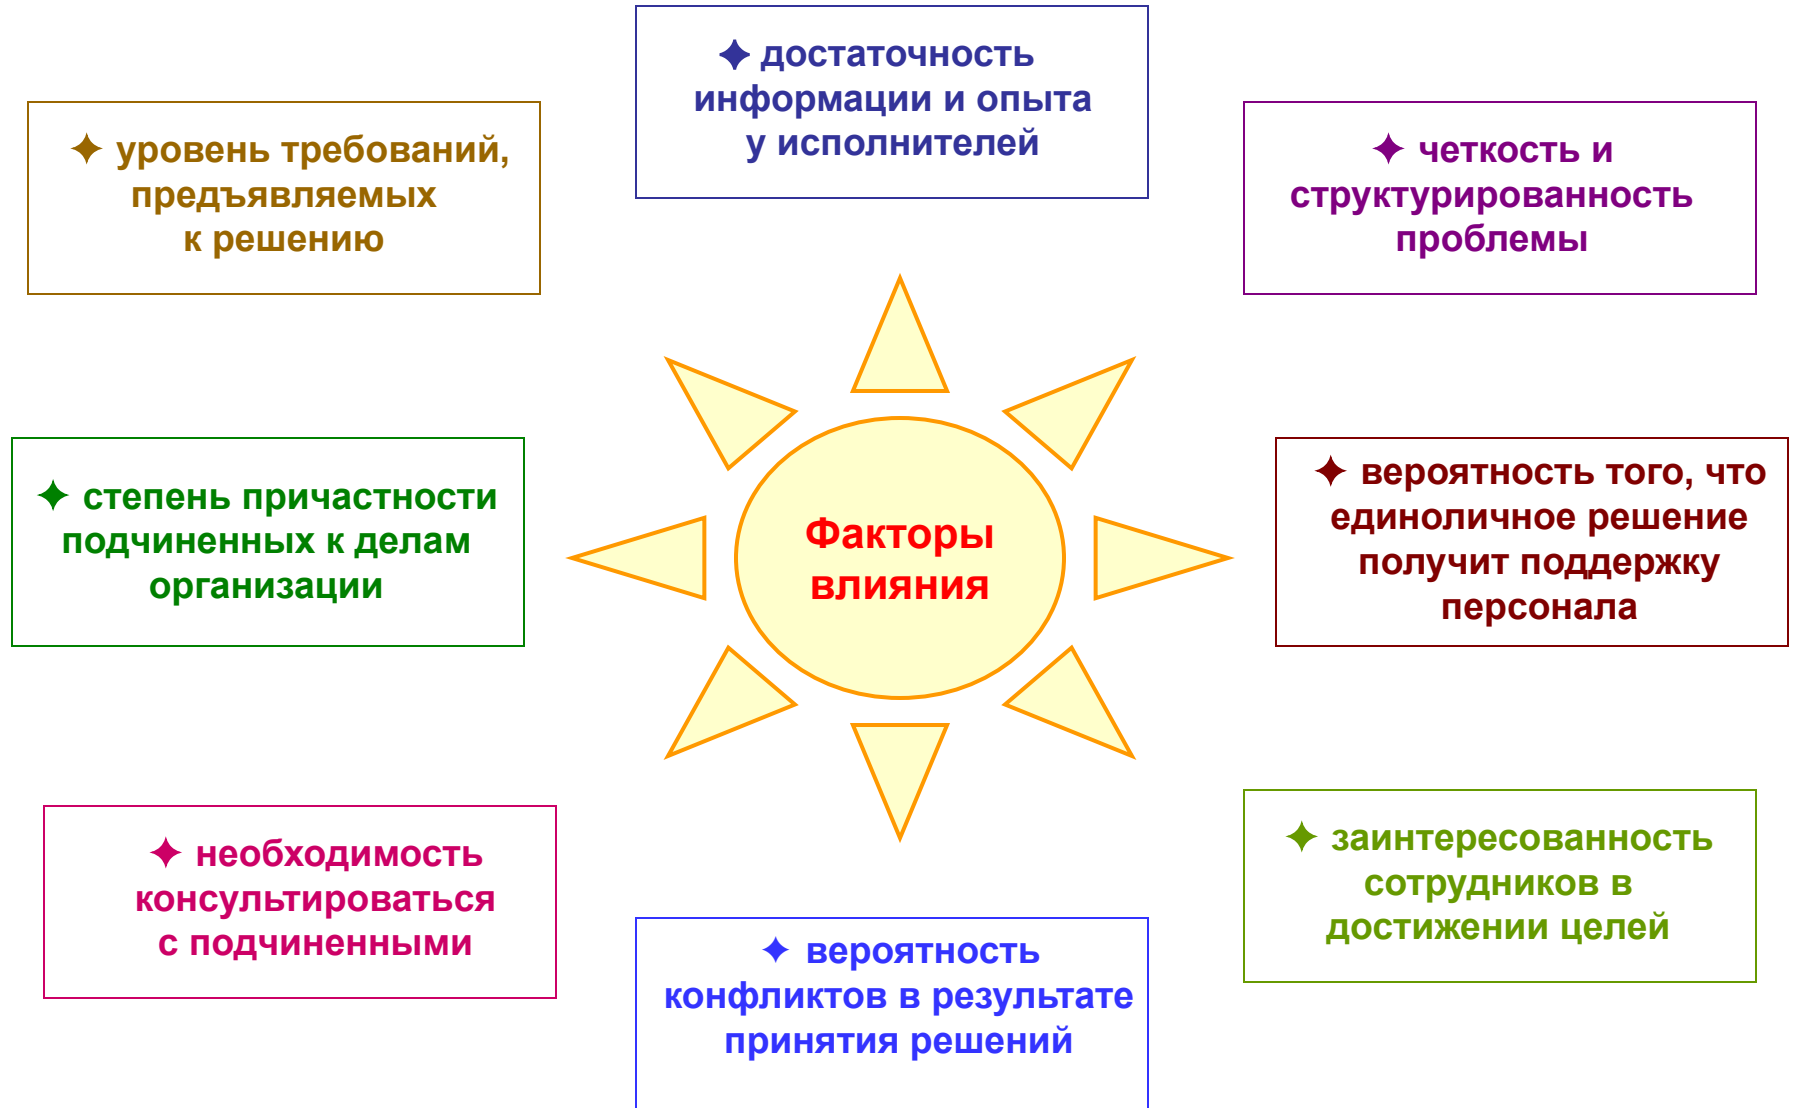 ✦ достаточность
информации и опыта
у исполнителей
✦ уровень требований,
предъявляемых
к решению
✦ четкость и
структурированность
проблемы
✦ степень причастности
подчиненных к делам
организации
Факторы
влияния
✦ вероятность того, что
единоличное решение
получит поддержку
персонала
✦ необходимость
консультироваться
с подчиненными
✦ заинтересованность
сотрудников в
достижении целей
✦ вероятность
конфликтов в результате
принятия решений